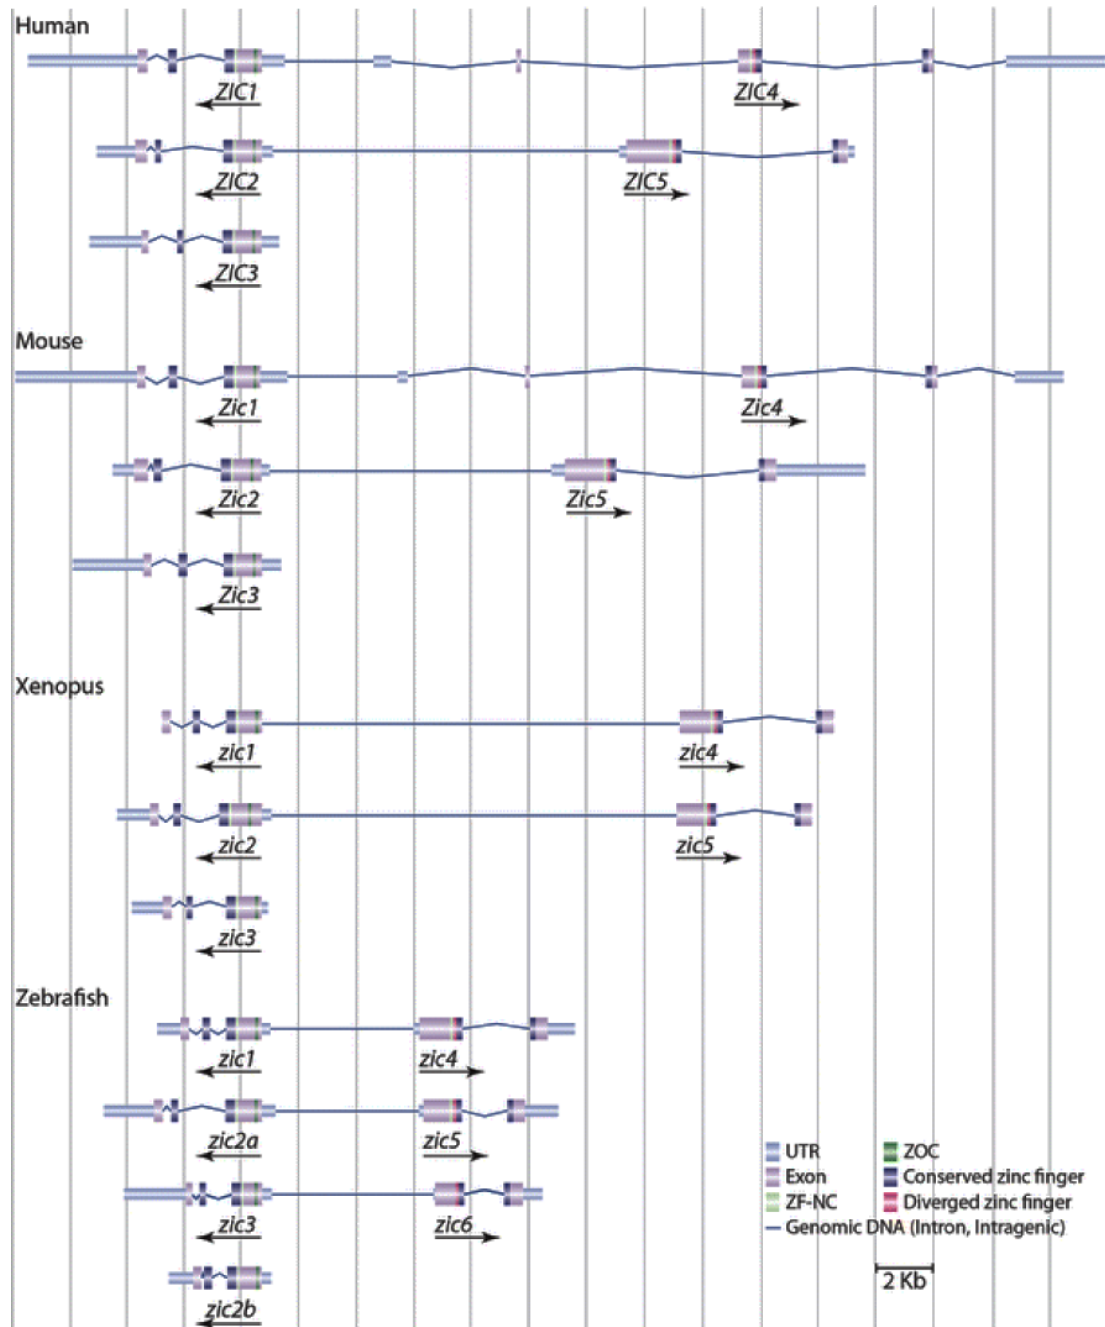 Human
ZIC1 ZIC4
ZIC2 ZIC5
ZIC3
Mouse
Zic1 Zic4
Zic2 Zic5
Zic3
Xenopus
zic1 zic4
zic2 zic5
zic3
Zebrafish
zic1 zic4
zic2a zic5
zic3 zic6
zic2b
UTR ZOC
Exon Conserved zinc finger
ZF-NC Diverged zinc finger
Genomic DNA (Intron, Intragenic)
2 Kb